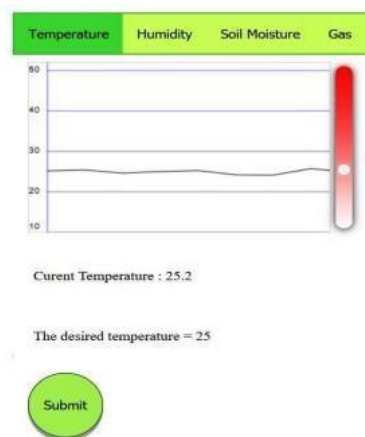 Temperature Humidity Soil Moisture Gas
50
40
30
20
10
Curent Temperature : 25.2
The desired temperature = 25
Submit